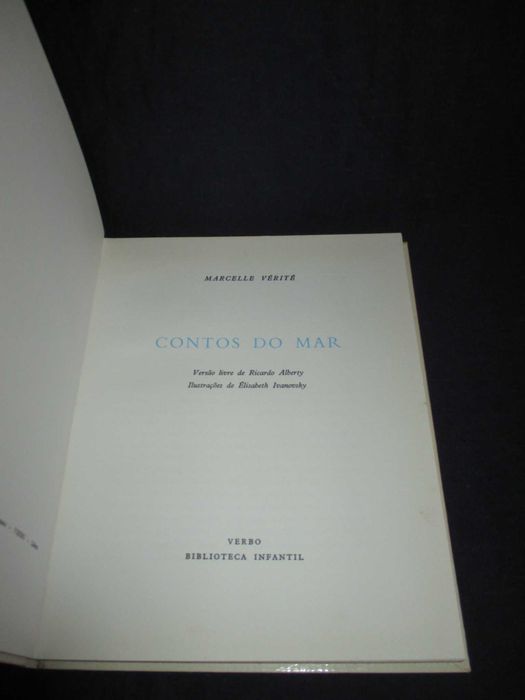 MARCELLE VÉRITÉ
CONTOS DO MAR
Versão livre de Ricardo Alberty
Ilustrações de Élisabeth Ivanovsky
VERBO
BIBLIOTECA INFANTIL